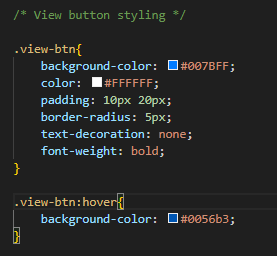 /* View button styling */

.view-btn{
    background-color: #007BFF;
    color: #FFFFFF;
    padding: 10px 20px;
    border-radius: 5px;
    text-decoration: none;
    font-weight: bold;
}

.view-btn:hover{
    background-color: #0056b3;
}